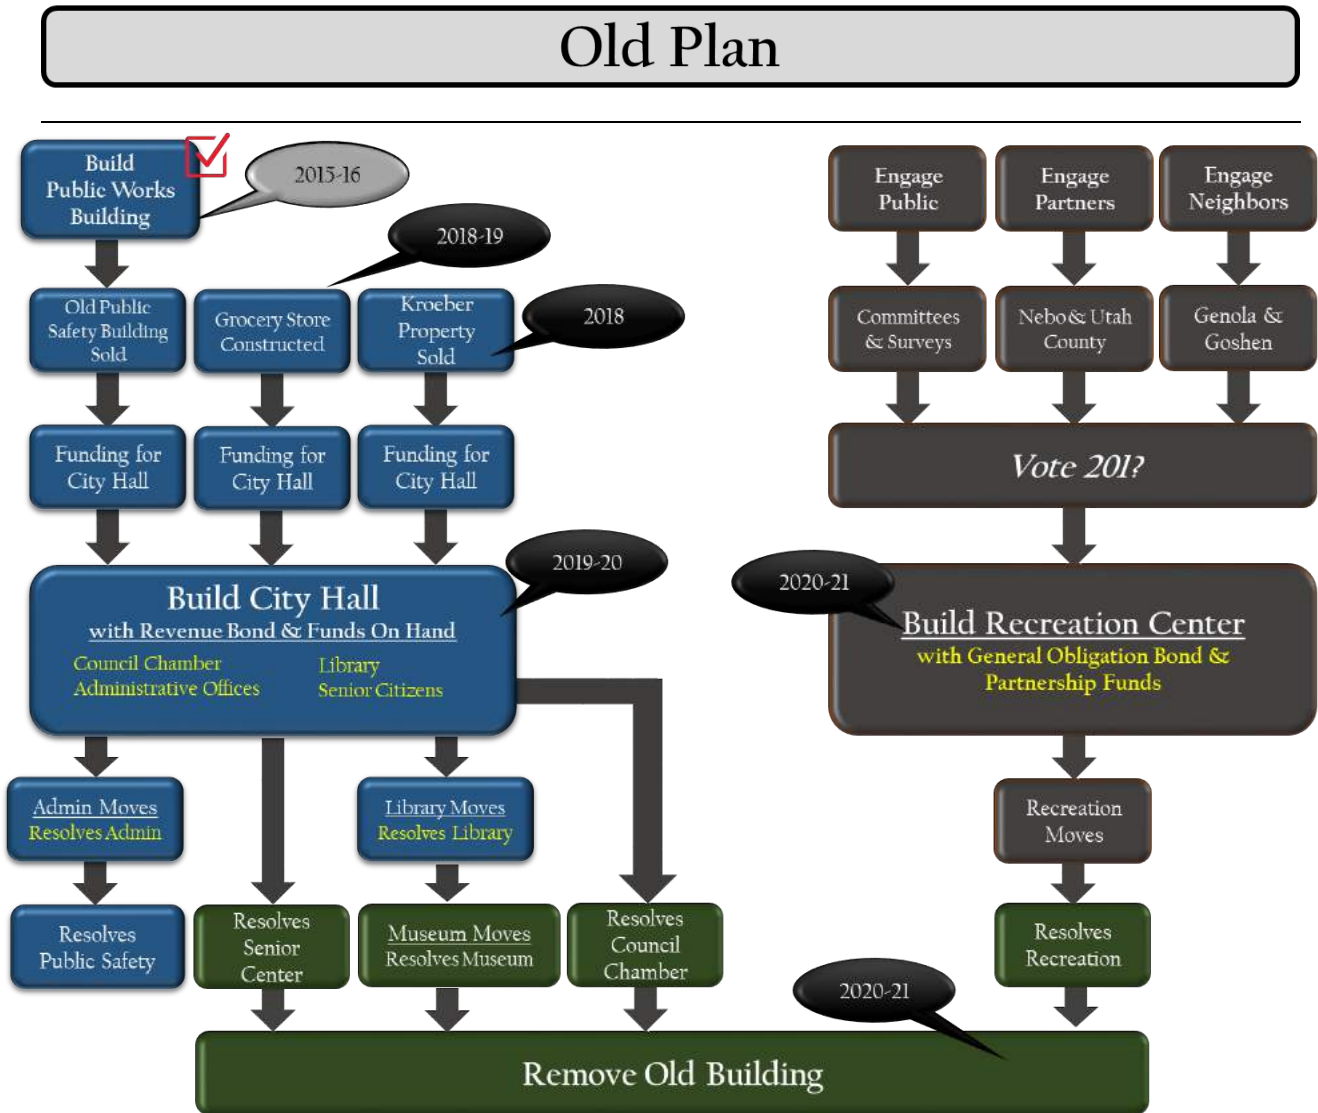 Old Plan
Build
Public Works
Building
2015-16
2018-19
2018
Old Public
Safety Building
Sold
Grocery Store
Constructed
Kroeber
Property
Sold
Funding for
City Hall
Funding for
City Hall
Funding for
City Hall
2019-20
Build City Hall
with Revenue Bond & Funds On Hand
Council Chamber
Administrative Offices
Library
Senior Citizens
Admin Moves
Resolves Admin
Library Moves
Resolves Library
Resolves
Public Safety
Resolves
Senior
Center
Museum Moves
Resolves Museum
Resolves
Council
Chamber
Engage
Public
Engage
Partners
Engage
Neighbors
Committees
& Surveys
Nebo & Utah
County
Genola &
Goshen
Vote 201?
2020-21
Build Recreation Center
with General Obligation Bond &
Partnership Funds
Recreation
Moves
Resolves
Recreation
2020-21
Remove Old Building